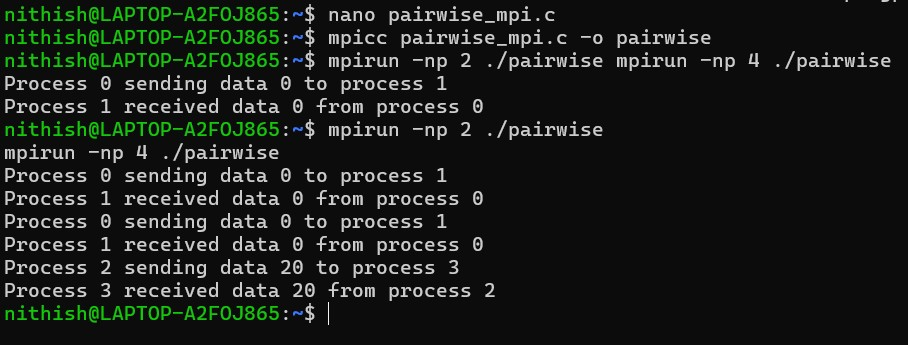 nithish@LAPTOP-A2FOJ865:~$ nano pairwise_mpi.c
nithish@LAPTOP-A2FOJ865:~$ mpicc pairwise_mpi.c -o pairwise
nithish@LAPTOP-A2FOJ865:~$ mpirun -np 2 ./pairwise mpirun -np 4 ./pairwise
Process 0 sending data 0 to process 1
Process 1 received data 0 from process 0
nithish@LAPTOP-A2FOJ865:~$ mpirun -np 2 ./pairwise
mpirun -np 4 ./pairwise
Process 0 sending data 0 to process 1
Process 1 received data 0 from process 0
Process 0 sending data 0 to process 1
Process 1 received data 0 from process 0
Process 2 sending data 20 to process 3
Process 3 received data 20 from process 2
nithish@LAPTOP-A2FOJ865:~$